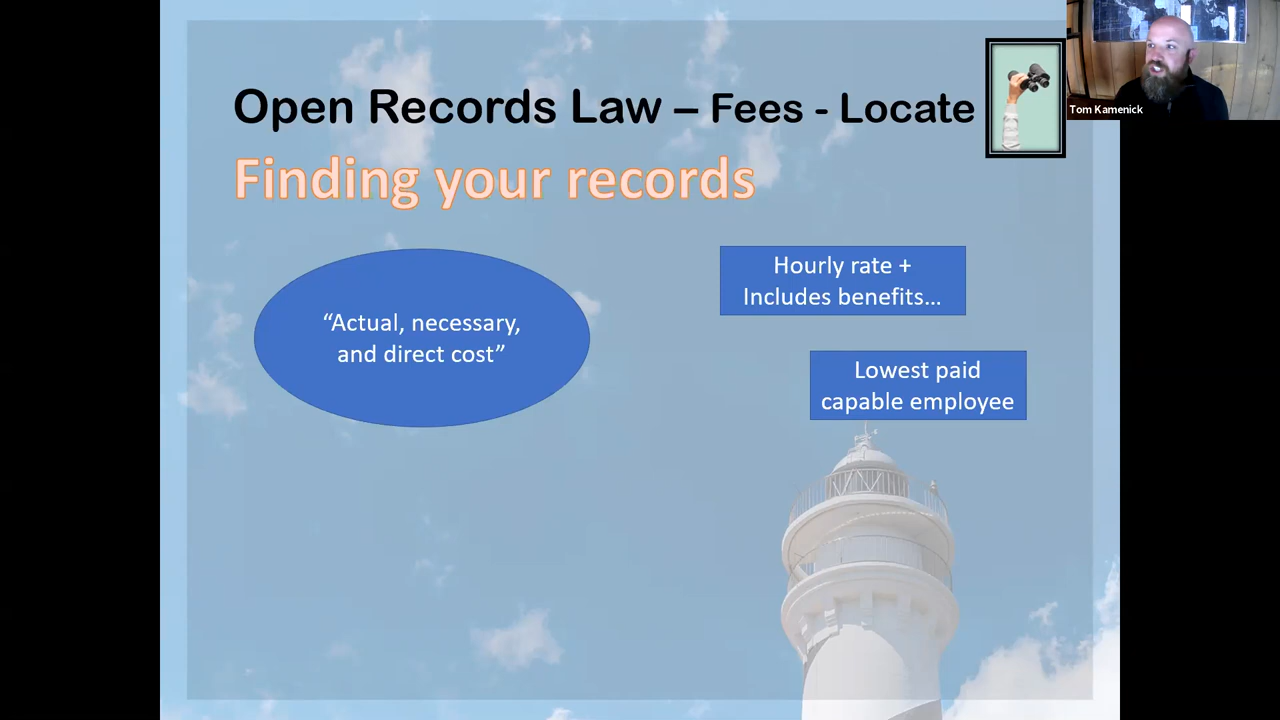 Open Records Law – Fees - Locate
Tom Kamenick
Finding your records
“Actual, necessary,
and direct cost”
Hourly rate +
Includes benefits…
Lowest paid
capable employee